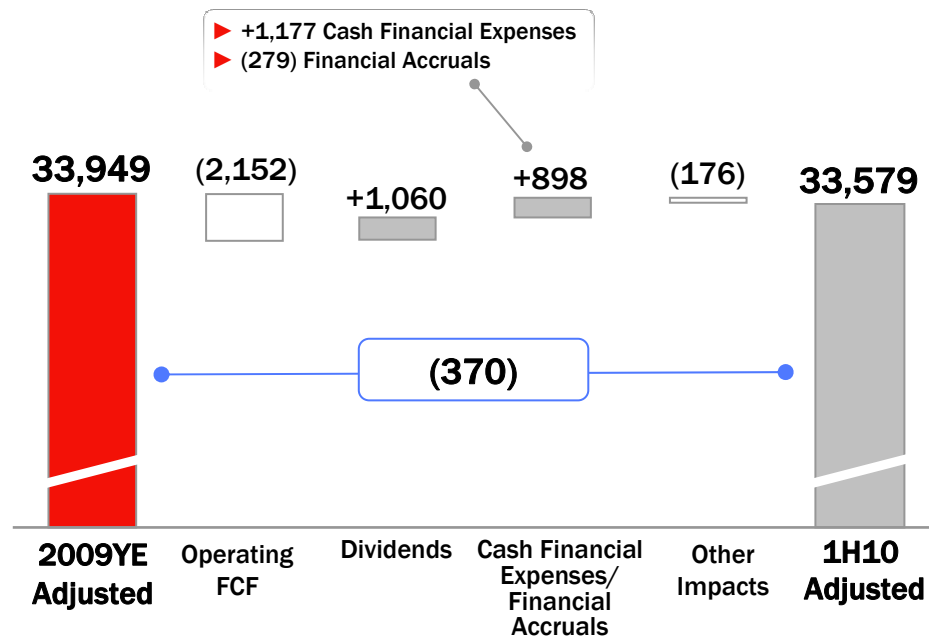 +1,177 Cash Financial Expenses
(279) Financial Accruals
33,949
(2,152)
+1,060
+898
(176)
33,579
(370)
2009YE
Adjusted
Operating
FCF
Dividends
Cash Financial
Expenses/
Financial
Accruals
Other
Impacts
1H10
Adjusted